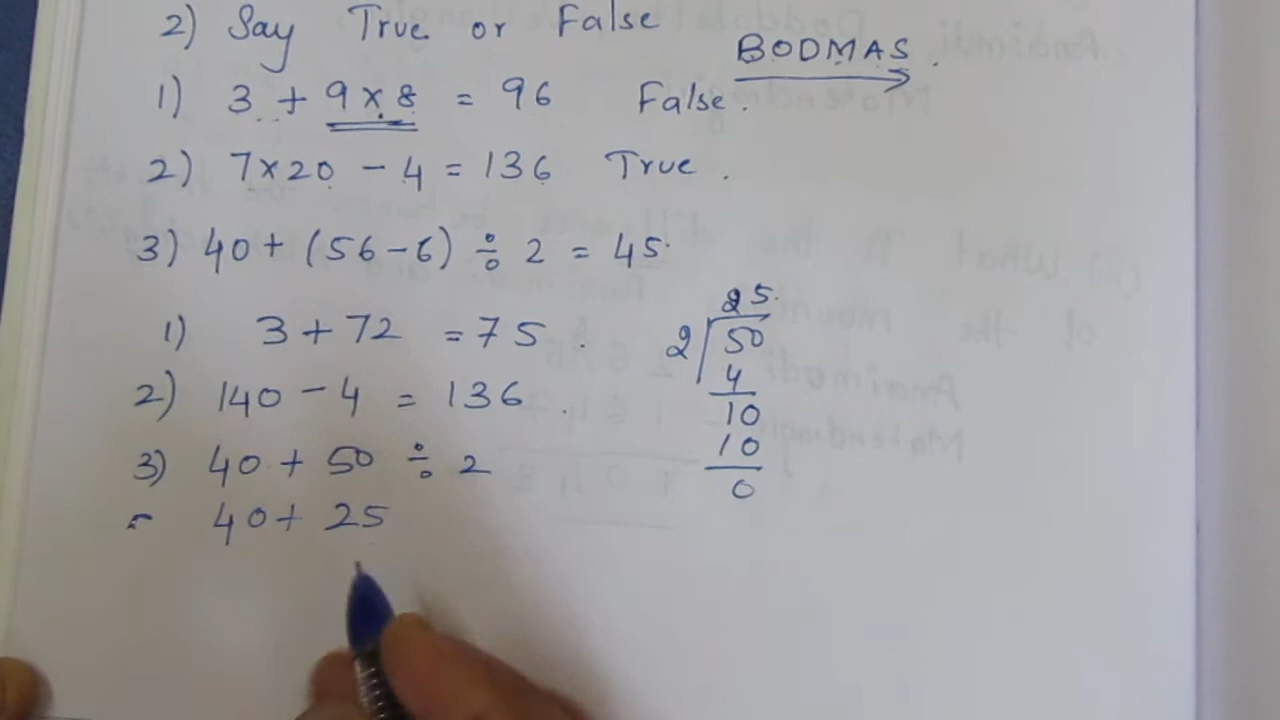 2) Say True or False
BODMAS.
1) 3 + 9 x 8 = 96 False.
2) 7x20 - 4 = 136 True.
3) 40 + (56-6) ÷ 2 = 45.
1) 3 + 72 = 75.
2) 140 - 4 = 136.
3) 40 + 50 ÷ 2
= 40 + 25
25.
2 50
4
10
10
0